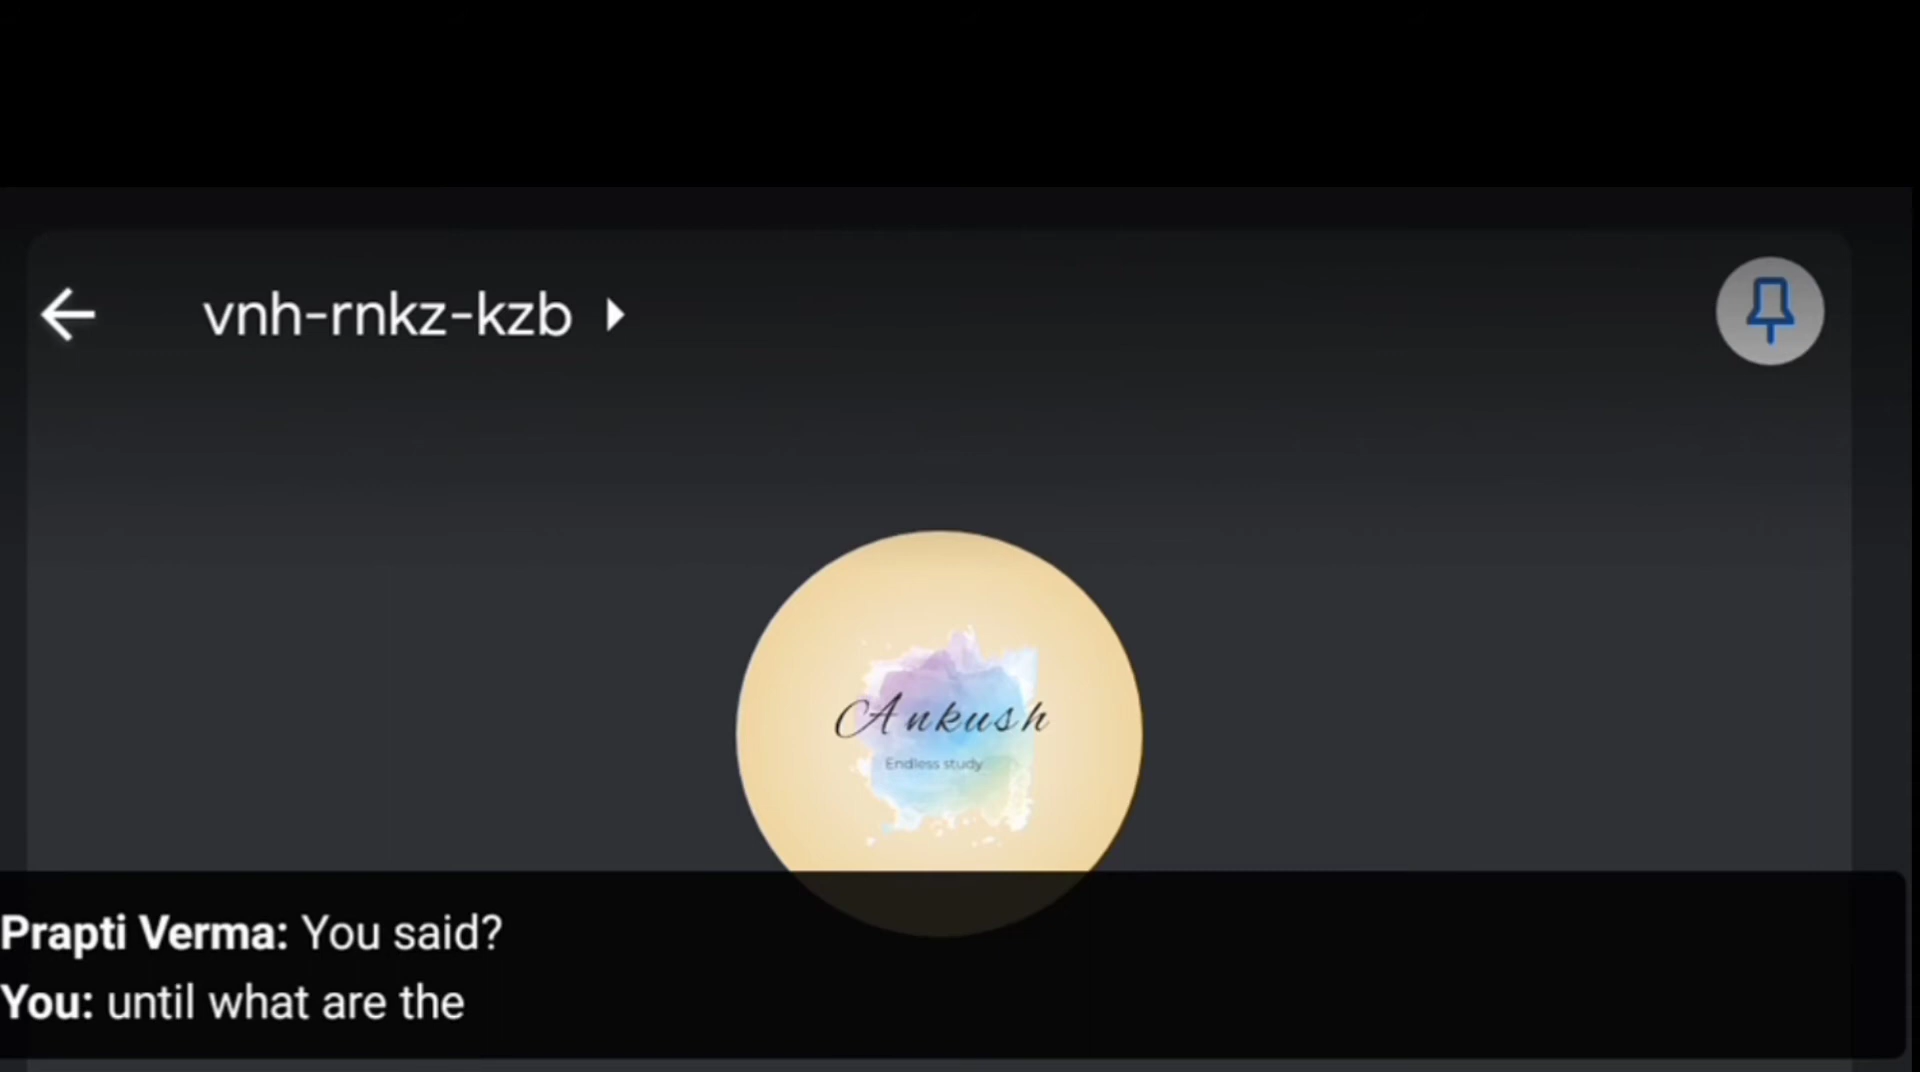 vnh-rnkz-kzb
Ankush
Endless study
Prapti Verma: You said?
You: until what are the